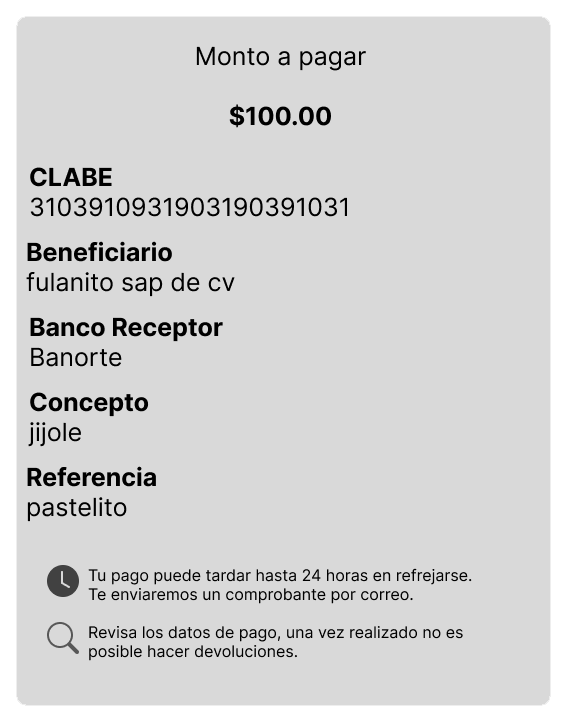 Monto a pagar
$100.00
CLABE
3103910931903190391031
Beneficiario
fulanito sap de cv
Banco Receptor
Banorte
Concepto
jijole
Referencia
pastelito
Tu pago puede tardar hasta 24 horas en refrejarse.
Te enviaremos un comprobante por correo.
Revisa los datos de pago, una vez realizado no es
posible hacer devoluciones.